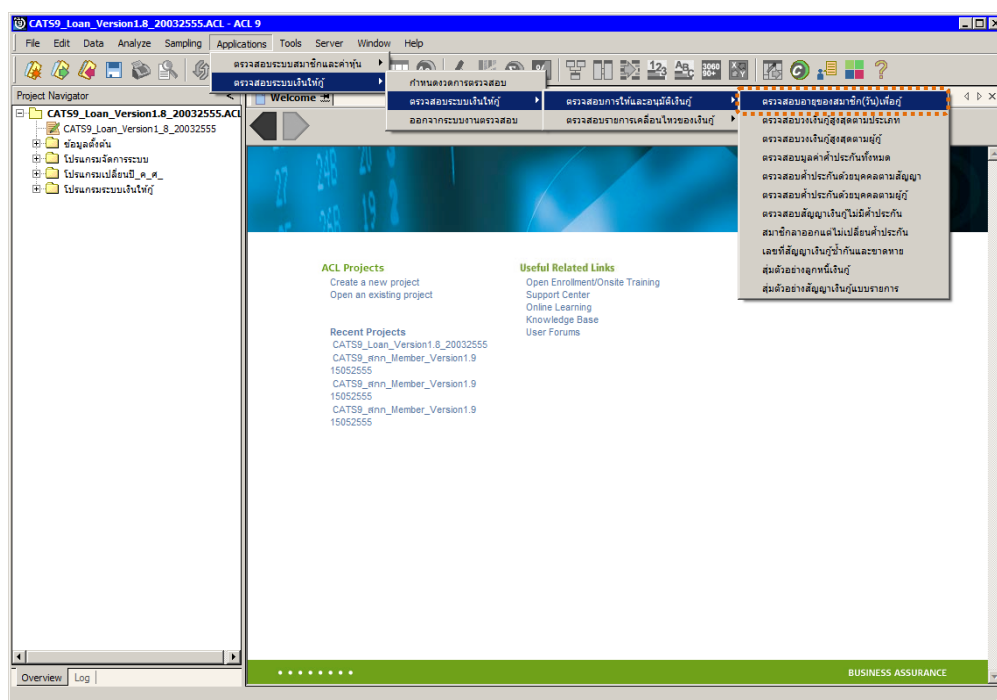 CATS9_Loan_Version1.8_20032555.ACL - ACL 9
File Edit Data Analyze Sampling Applications Tools Server Window Help
ตรวจสอบระบบสมาชิกและค่าหุ้น
ตรวจสอบระบบเงินให้กู้
กำหนดงวดการตรวจสอบ
ตรวจสอบระบบเงินให้กู้
ออกจากระบบงานตรวจสอบ
ตรวจสอบการให้และอนุมัติเงินกู้
ตรวจสอบรายการเคลื่อนไหวของเงินกู้
ตรวจสอบอายุของสมาชิก(วัน)เพื่อกู้
ตรวจสอบวงเงินกู้สูงสุดตามประเภท
ตรวจสอบวงเงินกู้สูงสุดตามผู้กู้
ตรวจสอบมูลค่าค้ำประกันทั้งหมด
ตรวจสอบค้ำประกันด้วยบุคคลตามสัญญา
ตรวจสอบค้ำประกันด้วยบุคคลตามผู้กู้
ตรวจสอบสัญญาเงินกู้ไม่มีค้ำประกัน
สมาชิกลาออกแต่ไม่เปลี่ยนค้ำประกัน
เลขที่สัญญาเงินกู้ซ้ำกันและขาดหาย
สุ่มตัวอย่างลูกหนี้เงินกู้
สุ่มตัวอย่างสัญญาเงินกู้แบบรายการ
Project Navigator
Welcome
CATS9_Loan_Version1.8_20032555.ACL
CATS9_Loan_Version1_8_20032555
ข้อมูลตั้งต้น
โปรแกรมจัดการระบบ
โปรแกรมเปลี่ยนปี_ค_ศ_
โปรแกรมระบบเงินให้กู้
ACL Projects
Create a new project
Open an existing project
Recent Projects
CATS9_Loan_Version1.8_20032555
CATS9_สกก_Member_Version1.9
15052555
CATS9_สกก_Member_Version1.9
15052555
CATS9_สกก_Member_Version1.9
15052555
Useful Related Links
Open Enrollment/Onsite Training
Support Center
Online Learning
Knowledge Base
User Forums
BUSINESS ASSURANCE
Overview Log